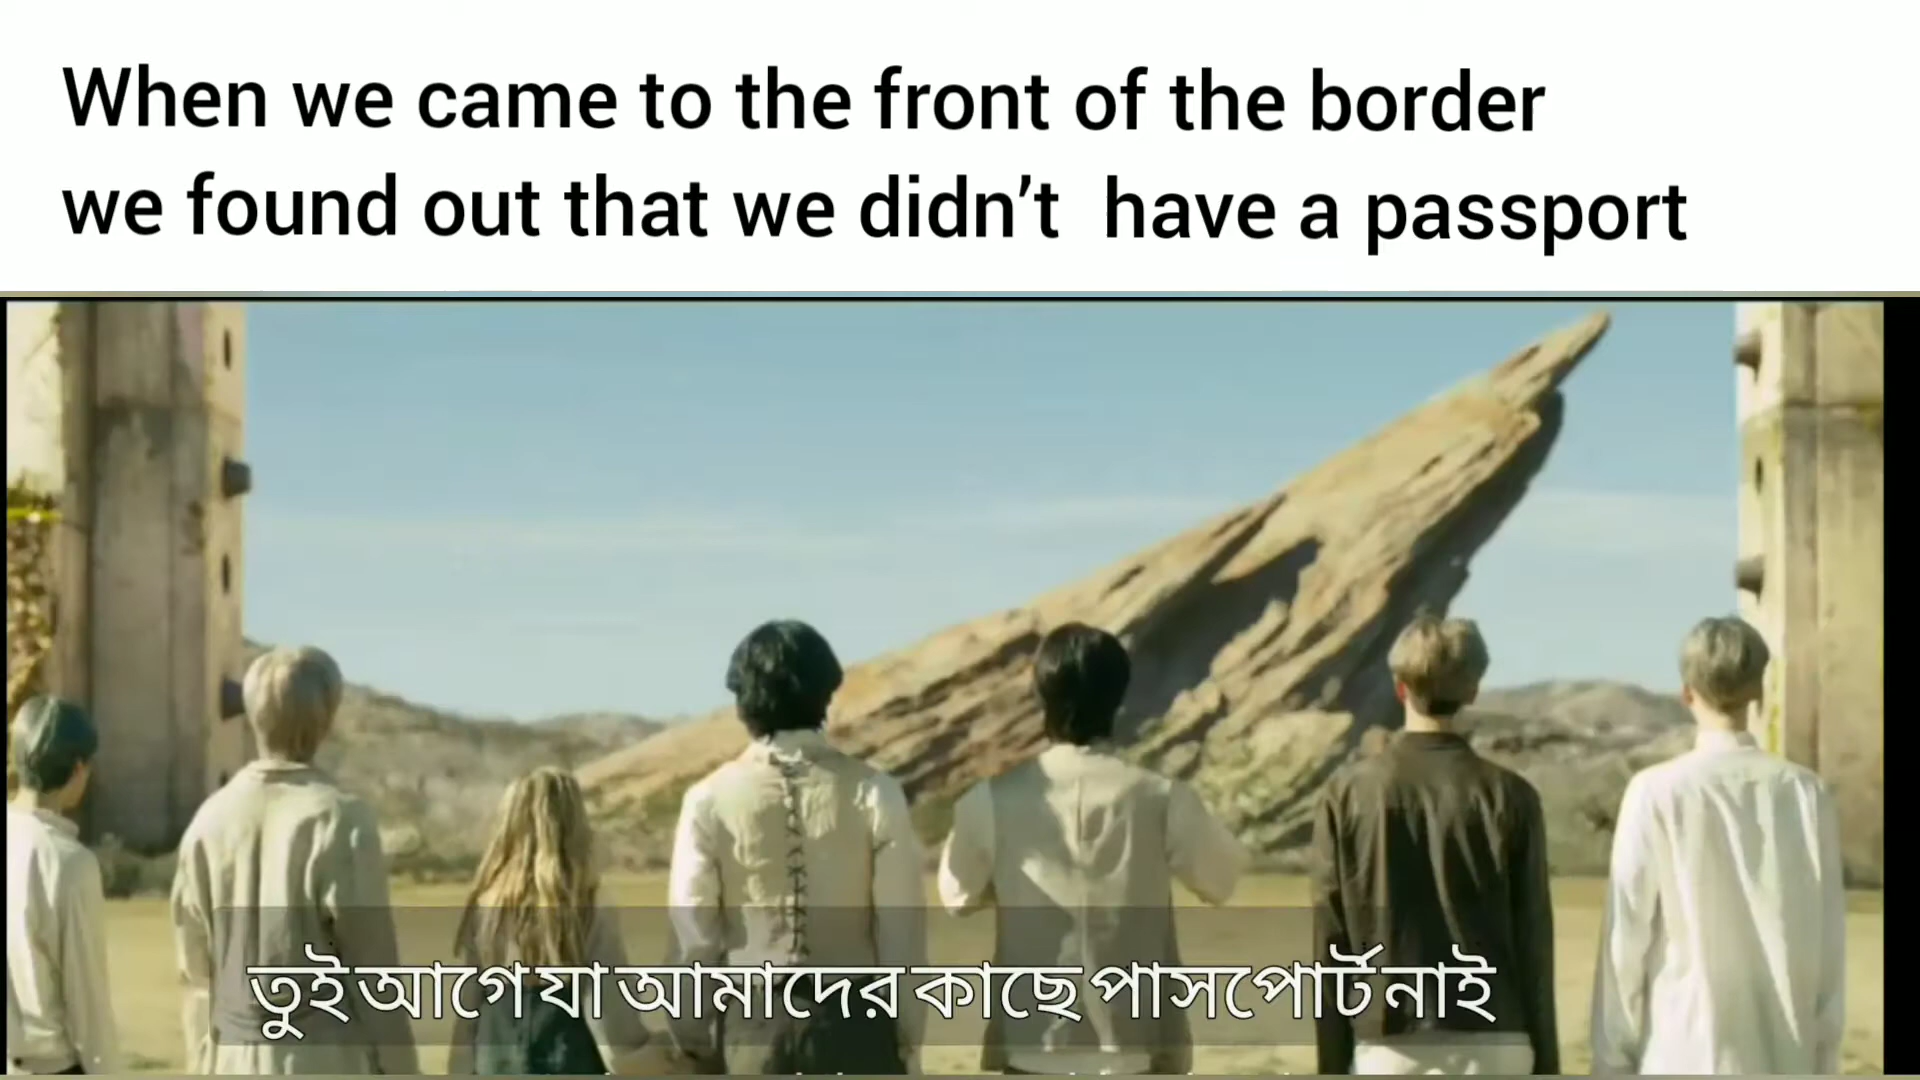 When we came to the front of the border
we found out that we didn't have a passport
তুই আগে যা আমাদের কাছে পাসপোর্ট নাই